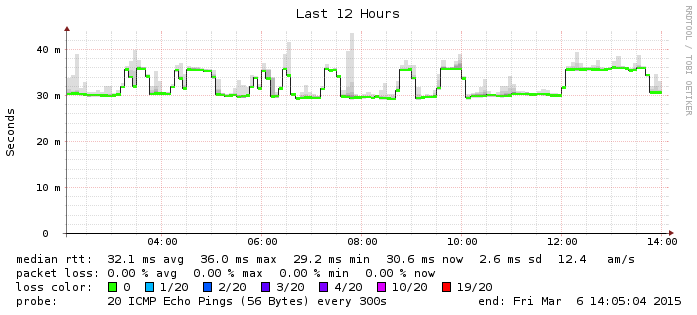 Last 12 Hours
RRDTOOL / TOBI OETIKER
Seconds
40 m
30 m
20 m
10 m
0
04:00 06:00 08:00 10:00 12:00 14:00
median rtt: 32.1 ms avg 36.0 ms max 29.2 ms min 30.6 ms now 2.6 ms sd 12.4 am/s
packet loss: 0.00 % avg 0.00 % max 0.00 % min 0.00 % now
loss color: 0 1/20 2/20 3/20 4/20 10/20 19/20
probe: 20 ICMP Echo Pings (56 Bytes) every 300s end: Fri Mar 6 14:05:04 2015